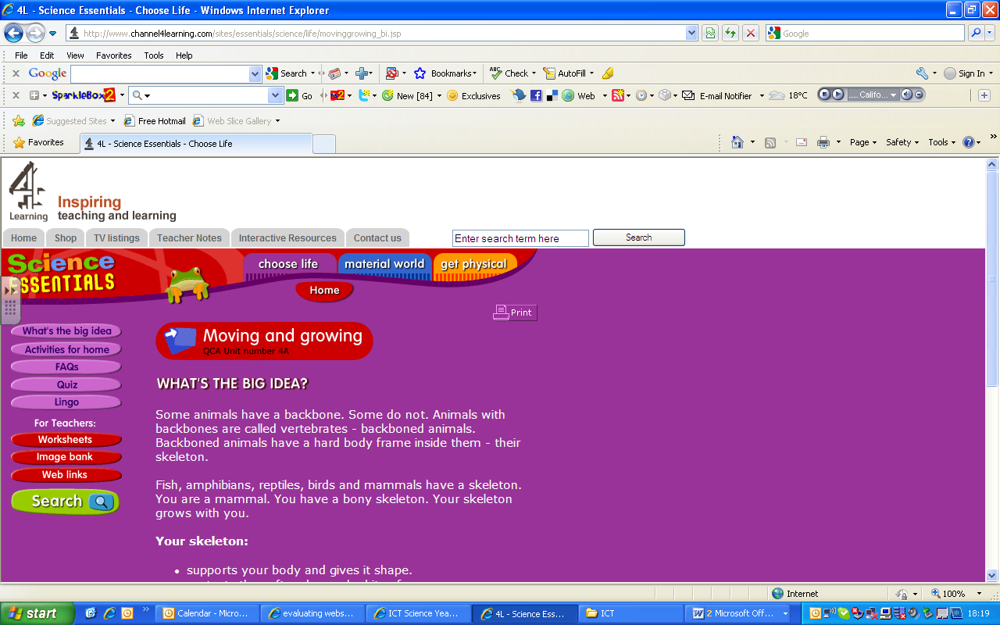 4L - Science Essentials - Choose Life - Windows Internet Explorer
http://www.channel4learning.com/sites/essentials/science/life/movinggrowing_bi.jsp
Google
File Edit View Favorites Tools Help
Google Search Bookmarks ABC Check AutoFill Sign In
SparkleBox2 Go New [84] Exclusives Web E-mail Notifier 18°C ..... Califo...
Suggested Sites Free Hotmail Web Slice Gallery
Favorites 4L - Science Essentials - Choose Life Page Safety Tools
4
Learning
Inspiring
teaching and learning
Home Shop TV listings Teacher Notes Interactive Resources Contact us Enter search term here Search
Science
ESSENTIALS
choose life material world get physical
Home
Print
What's the big idea
Activities for home
FAQs
Quiz
Lingo
For Teachers:
Worksheets
Image bank
Web links
Search
Moving and growing
QCA Unit number 4A
WHAT'S THE BIG IDEA?
Some animals have a backbone. Some do not. Animals with
backbones are called vertebrates - backboned animals.
Backboned animals have a hard body frame inside them - their
skeleton.
Fish, amphibians, reptiles, birds and mammals have a skeleton.
You are a mammal. You have a bony skeleton. Your skeleton
grows with you.
Your skeleton:
• supports your body and gives it shape.
Internet 100%
start Calendar - Micro... evaluating webs... ICT Science Yea... 4L - Science Ess... ICT 2 Microsoft Off... 18:19